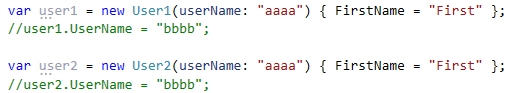 var user1 = new User1(userName: "aaaa") { FirstName = "First" };
//user1.UserName = "bbbb";
var user2 = new User2(userName: "aaaa") { FirstName = "First" };
//user2.UserName = "bbbb";